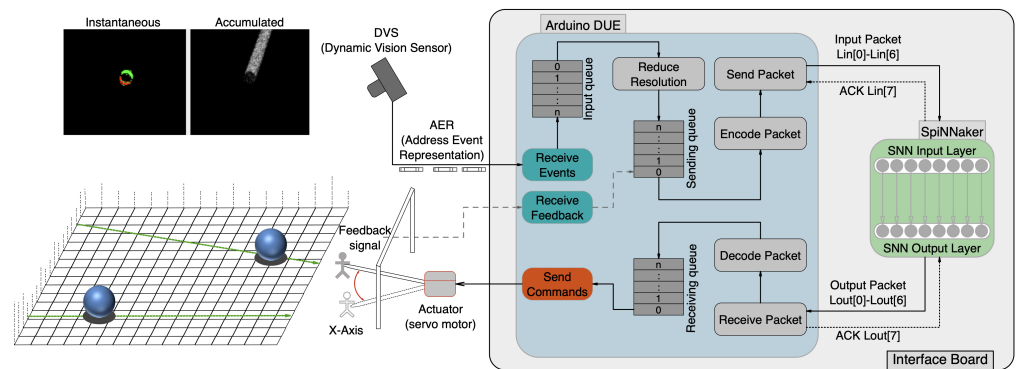 Instantaneous
Accumulated
DVS
(Dynamic Vision Sensor)
AER
(Address Event
Representation)
Feedback
signal
X-Axis
Actuator
(servo motor)
Arduino DUE
0
1
:
:
n
Input queue
Reduce
Resolution
Receive
Events
Receive
Feedback
n
:
:
1
0
Sending queue
Send Packet
Encode Packet
Input Packet
Lin[0]-Lin[6]
ACK Lin[7]
SpiNNaker
SNN Input Layer
SNN Output Layer
Send
Commands
n
:
:
1
0
Receiving queue
Decode Packet
Receive Packet
Output Packet
Lout[0]-Lout[6]
ACK Lout[7]
Interface Board